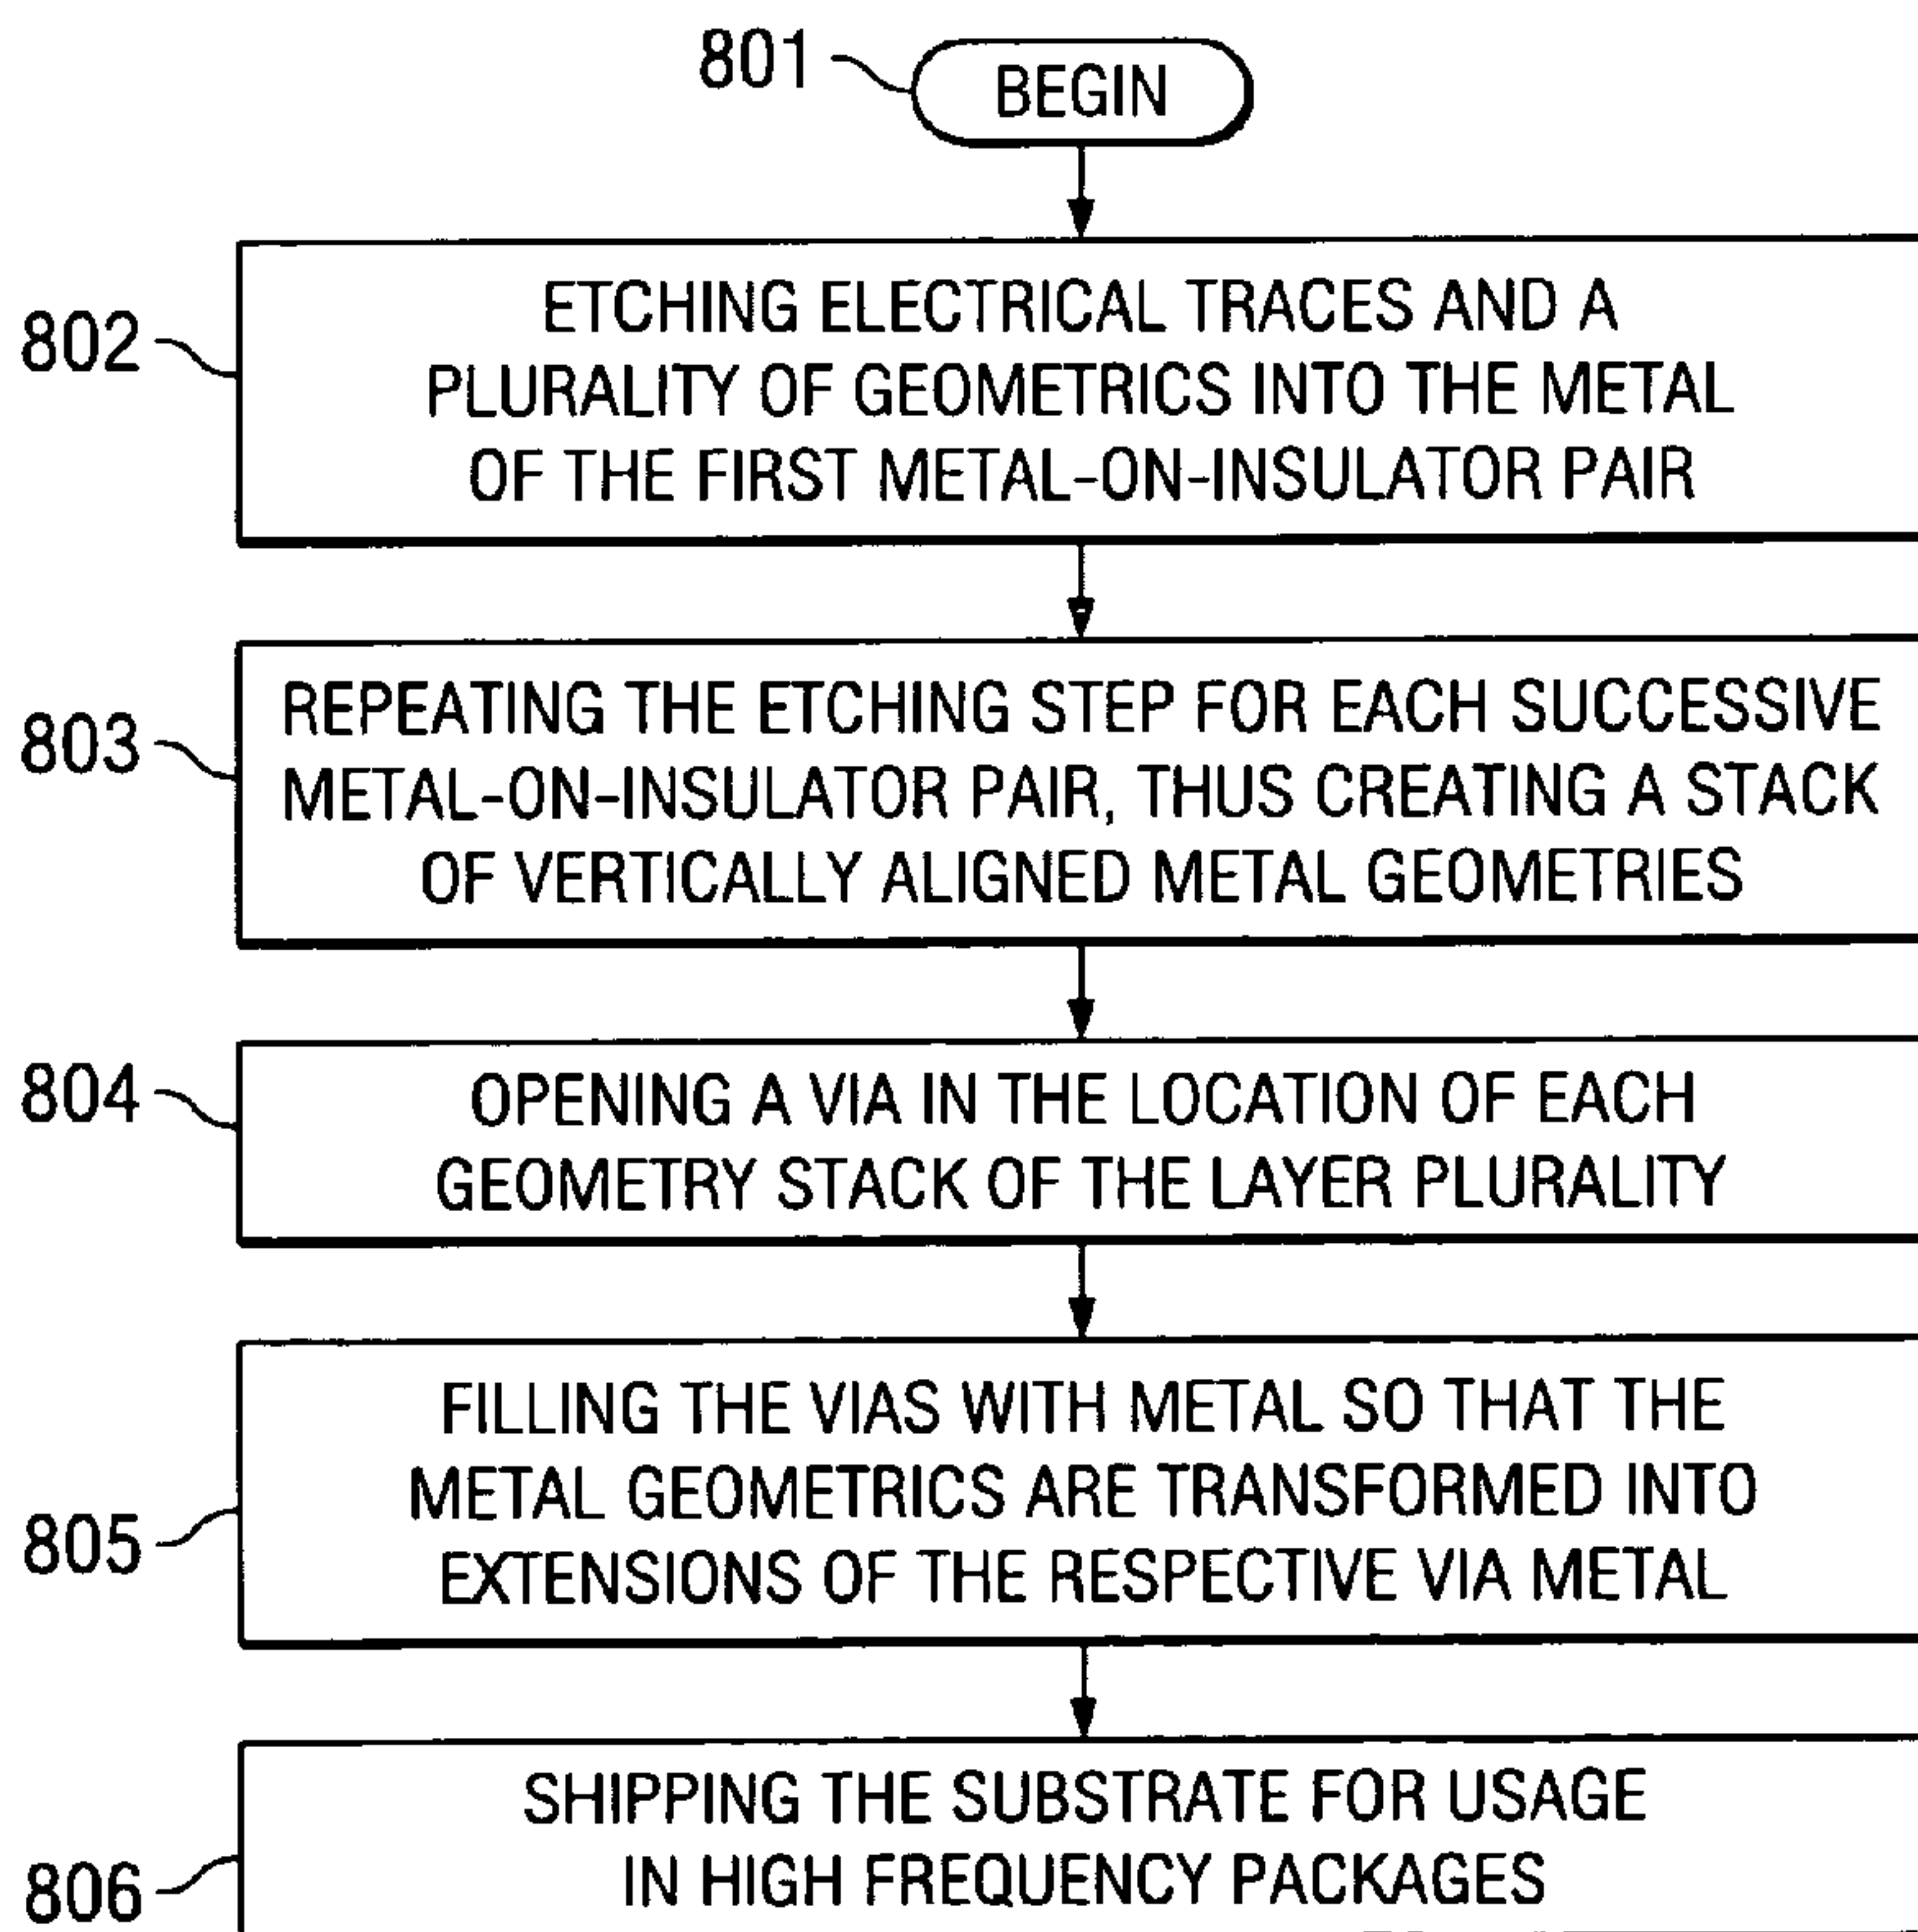 801
BEGIN
802
ETCHING ELECTRICAL TRACES AND A
PLURALITY OF GEOMETRICS INTO THE METAL
OF THE FIRST METAL-ON-INSULATOR PAIR
803
REPEATING THE ETCHING STEP FOR EACH SUCCESSIVE
METAL-ON-INSULATOR PAIR, THUS CREATING A STACK
OF VERTICALLY ALIGNED METAL GEOMETRIES
804
OPENING A VIA IN THE LOCATION OF EACH
GEOMETRY STACK OF THE LAYER PLURALITY
805
FILLING THE VIAS WITH METAL SO THAT THE
METAL GEOMETRICS ARE TRANSFORMED INTO
EXTENSIONS OF THE RESPECTIVE VIA METAL
806
SHIPPING THE SUBSTRATE FOR USAGE
IN HIGH FREQUENCY PACKAGES